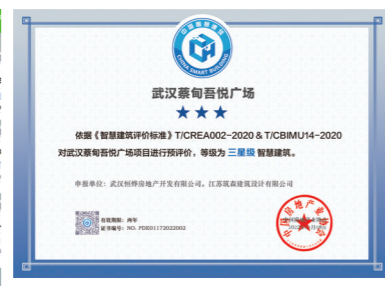 CHINA SMART BUILDING
武汉蔡甸吾悦广场
依据《智慧建筑评价标准》T/CREA002-2020 & T/CBIMU14-2020
对武汉蔡甸吾悦广场项目进行预评价，等级为 三星级 智慧建筑。
申报单位：武汉恒烨房地产开发有限公司，江苏筑森建筑设计有限公司
有效期限：两年
证书编号：NO. PDE01172022002